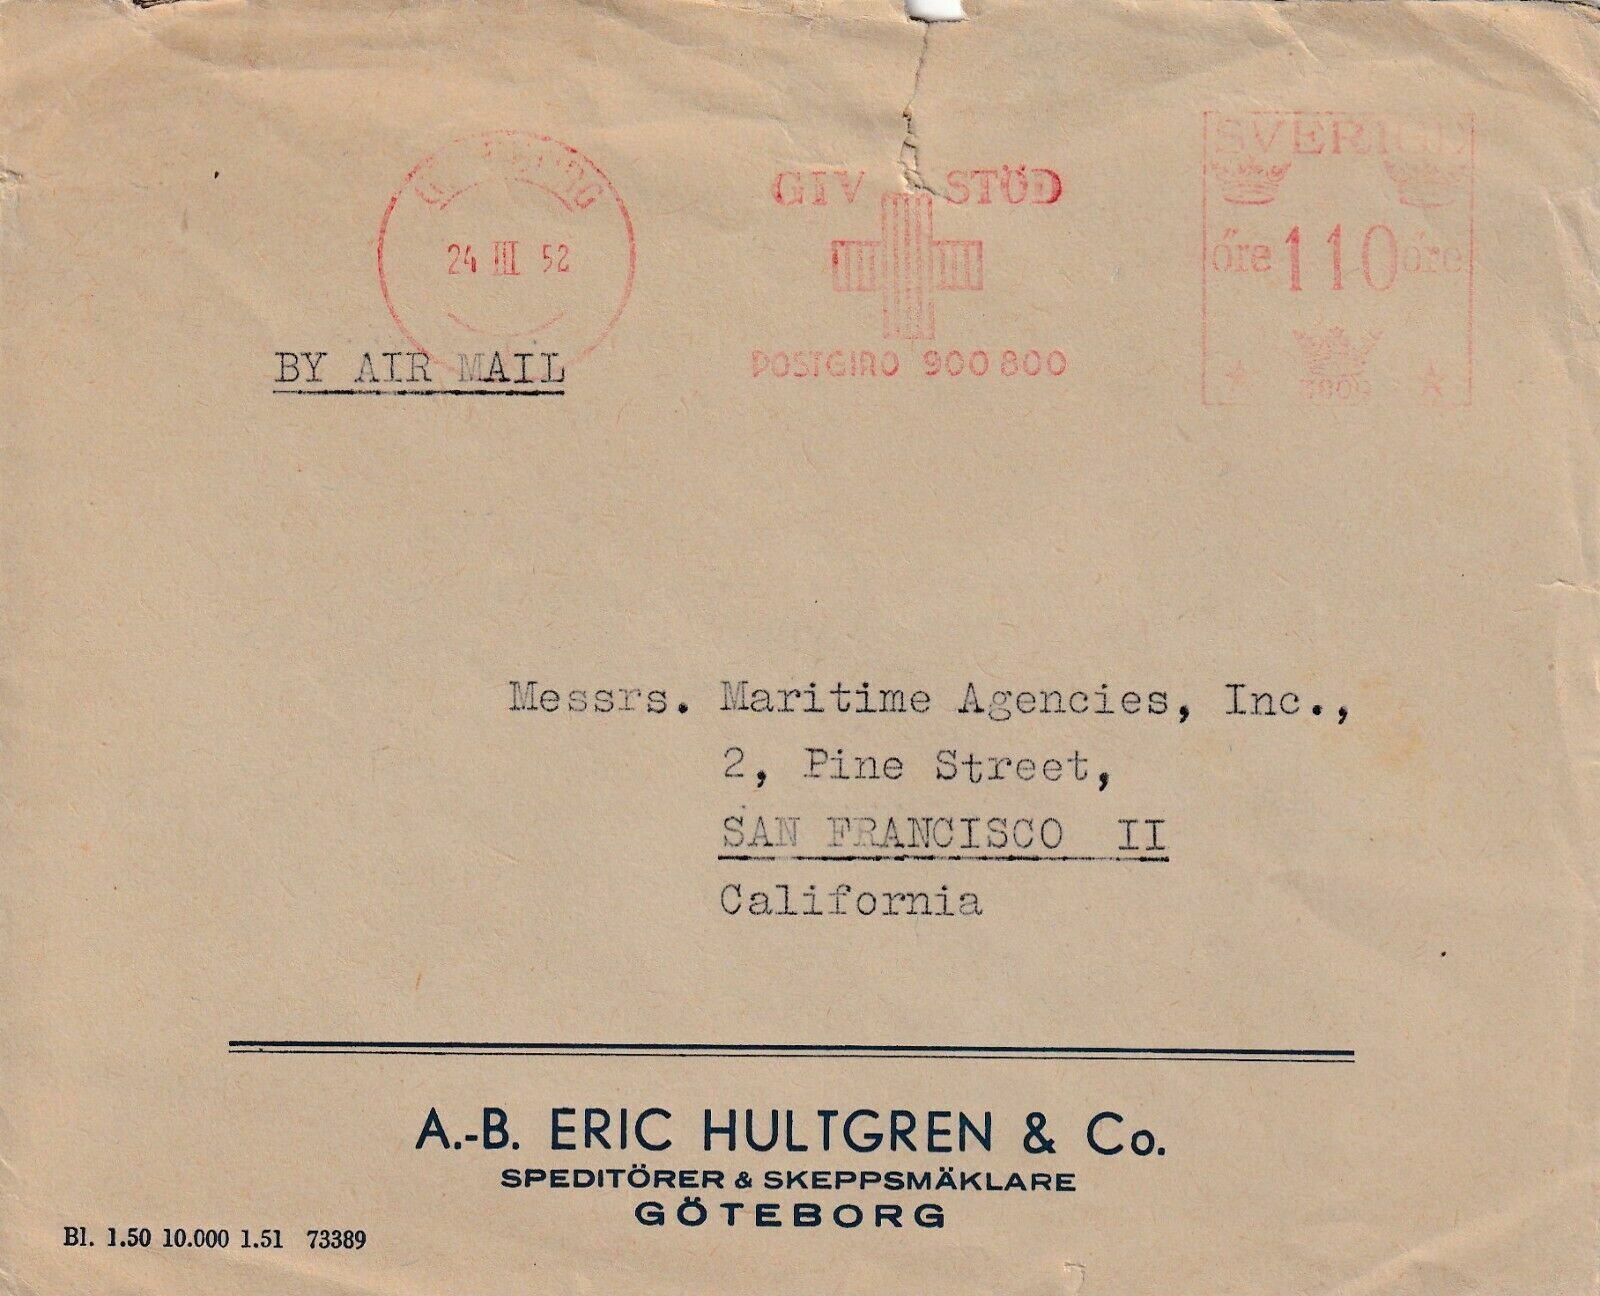 24 III 52
GIV STÖD
POSTGIRO 900 800
SVERIGE
öre 110 öre
BY AIR MAIL
Messrs. Maritime Agencies, Inc.,
2, Pine Street,
SAN FRANCISCO II
California
A.-B. ERIC HULTGREN & Co.
SPEDITÖRER & SKEPPSMÄKLARE
GÖTEBORG
Bl. 1.50 10.000 1.51 73389